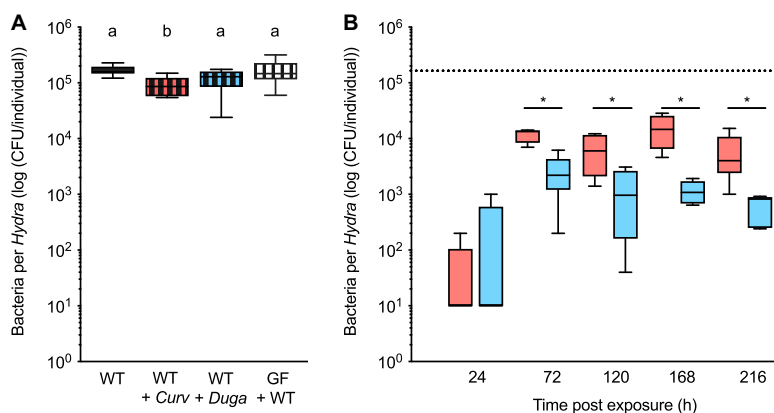 A
B
Bacteria per Hydra (log (CFU/individual))
10⁶
10⁵
10⁴
10³
10²
10¹
10⁰
a b a a
WT WT WT GF
+ Curv + Duga + WT
Bacteria per Hydra (log (CFU/individual))
10⁶
10⁵
10⁴
10³
10²
10¹
10⁰
* * * *
24 72 120 168 216
Time post exposure (h)